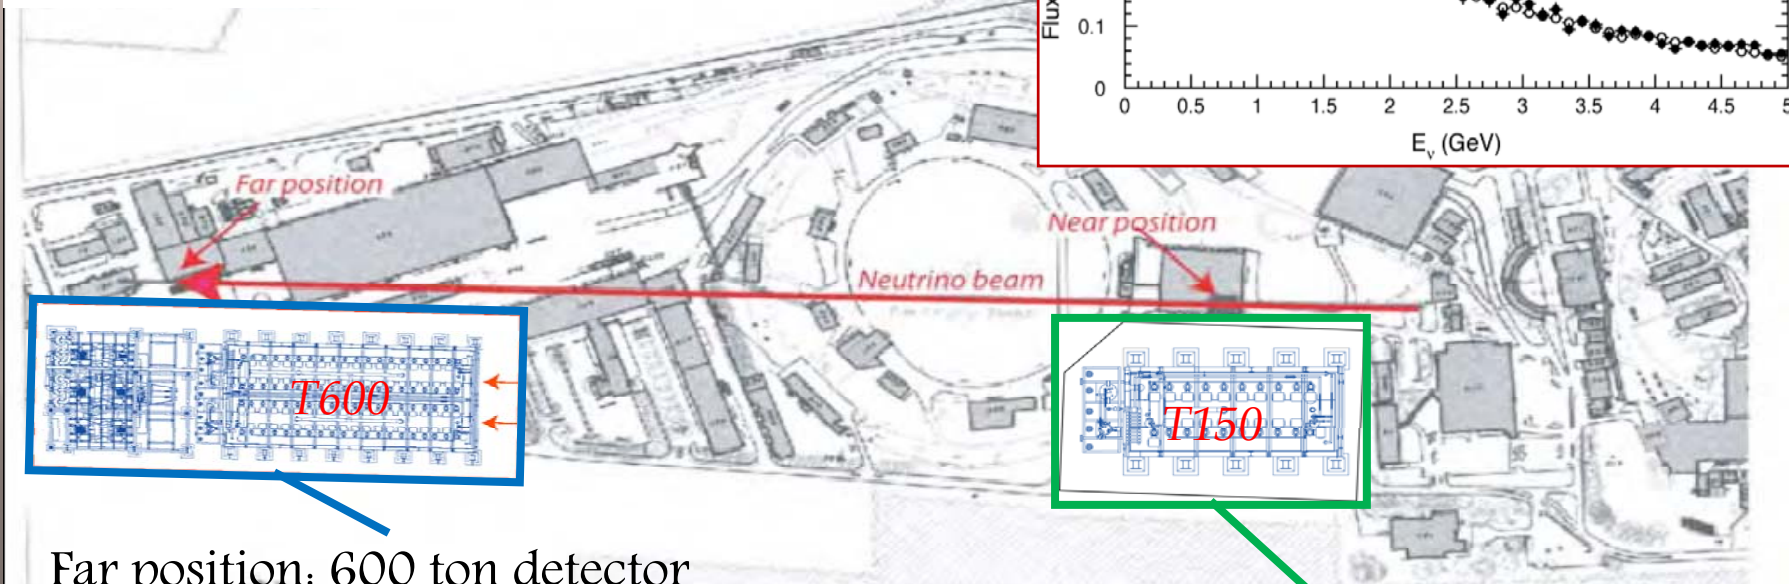 Flux
0.1
0
0 0.5 1 1.5 2 2.5 3 3.5 4 4.5 5
Eν (GeV)
Far position
Near position
Neutrino beam
T600
T150
Far position: 600 ton detector